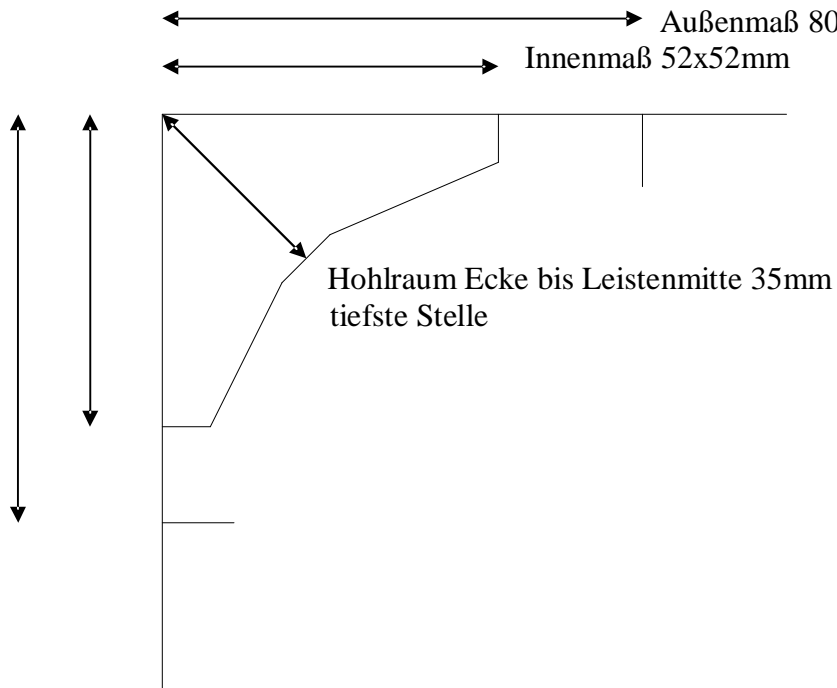 Außenmaß 80
Innenmaß 52x52mm
Hohlraum Ecke bis Leistenmitte 35mm
tiefste Stelle